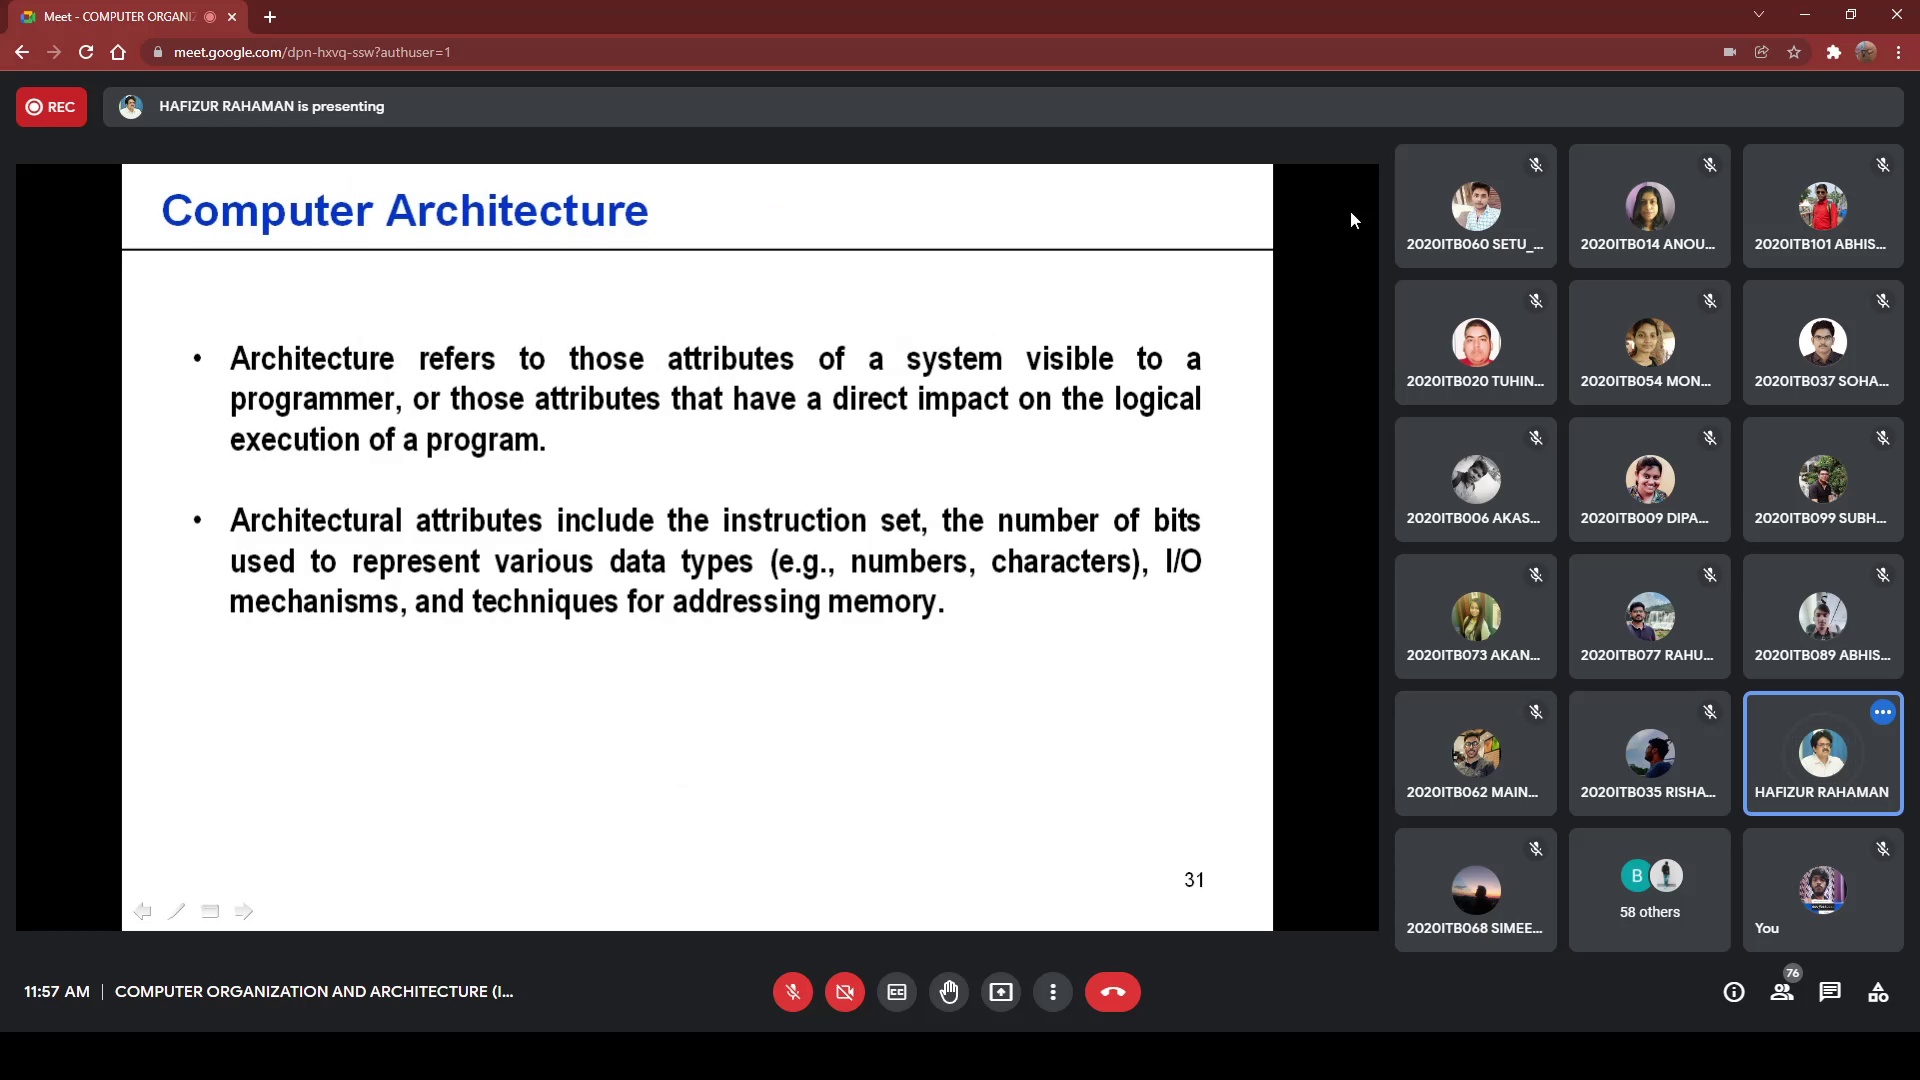 Meet - COMPUTER ORGANIZ
meet.google.com/dpn-hxvq-ssw?authuser=1
REC
HAFIZUR RAHAMAN is presenting
Computer Architecture
• Architecture refers to those attributes of a system visible to a
programmer, or those attributes that have a direct impact on the logical
execution of a program.
• Architectural attributes include the instruction set, the number of bits
used to represent various data types (e.g., numbers, characters), I/O
mechanisms, and techniques for addressing memory.
31
2020ITB060 SETU_...
2020ITB014 ANOU...
2020ITB101 ABHIS...
2020ITB020 TUHIN...
2020ITB054 MON...
2020ITB037 SOHA...
2020ITB006 AKAS...
2020ITB009 DIPA...
2020ITB099 SUBH...
2020ITB073 AKAN...
2020ITB077 RAHU...
2020ITB089 ABHIS...
2020ITB062 MAIN...
2020ITB035 RISHA...
HAFIZUR RAHAMAN
2020ITB068 SIMEE...
B
58 others
You
11:57 AM | COMPUTER ORGANIZATION AND ARCHITECTURE (I...
76